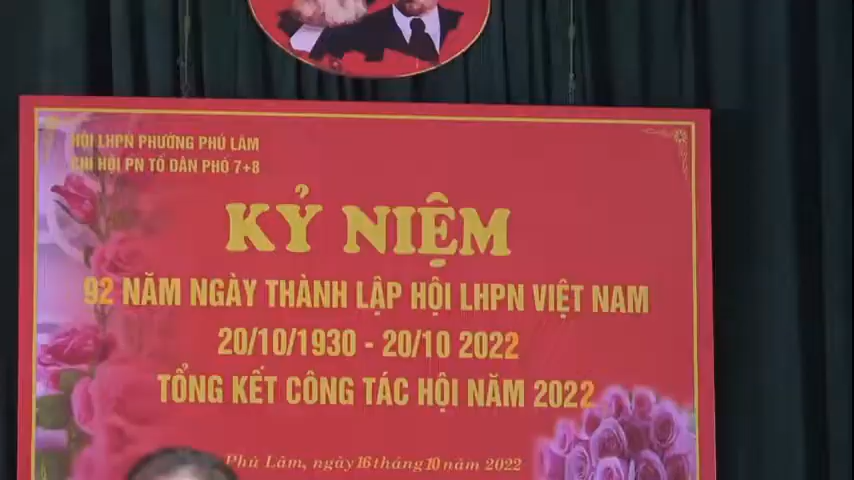 HỘI LHPN PHƯỜNG PHÚ LÂM
CHI HỘI PN TỔ DÂN PHỐ 7+8
KỶ NIỆM
92 NĂM NGÀY THÀNH LẬP HỘI LHPN VIỆT NAM
20/10/1930 - 20/10 2022
TỔNG KẾT CÔNG TÁC HỘI NĂM 2022
Phú Lâm, ngày 16 tháng 10 năm 2022